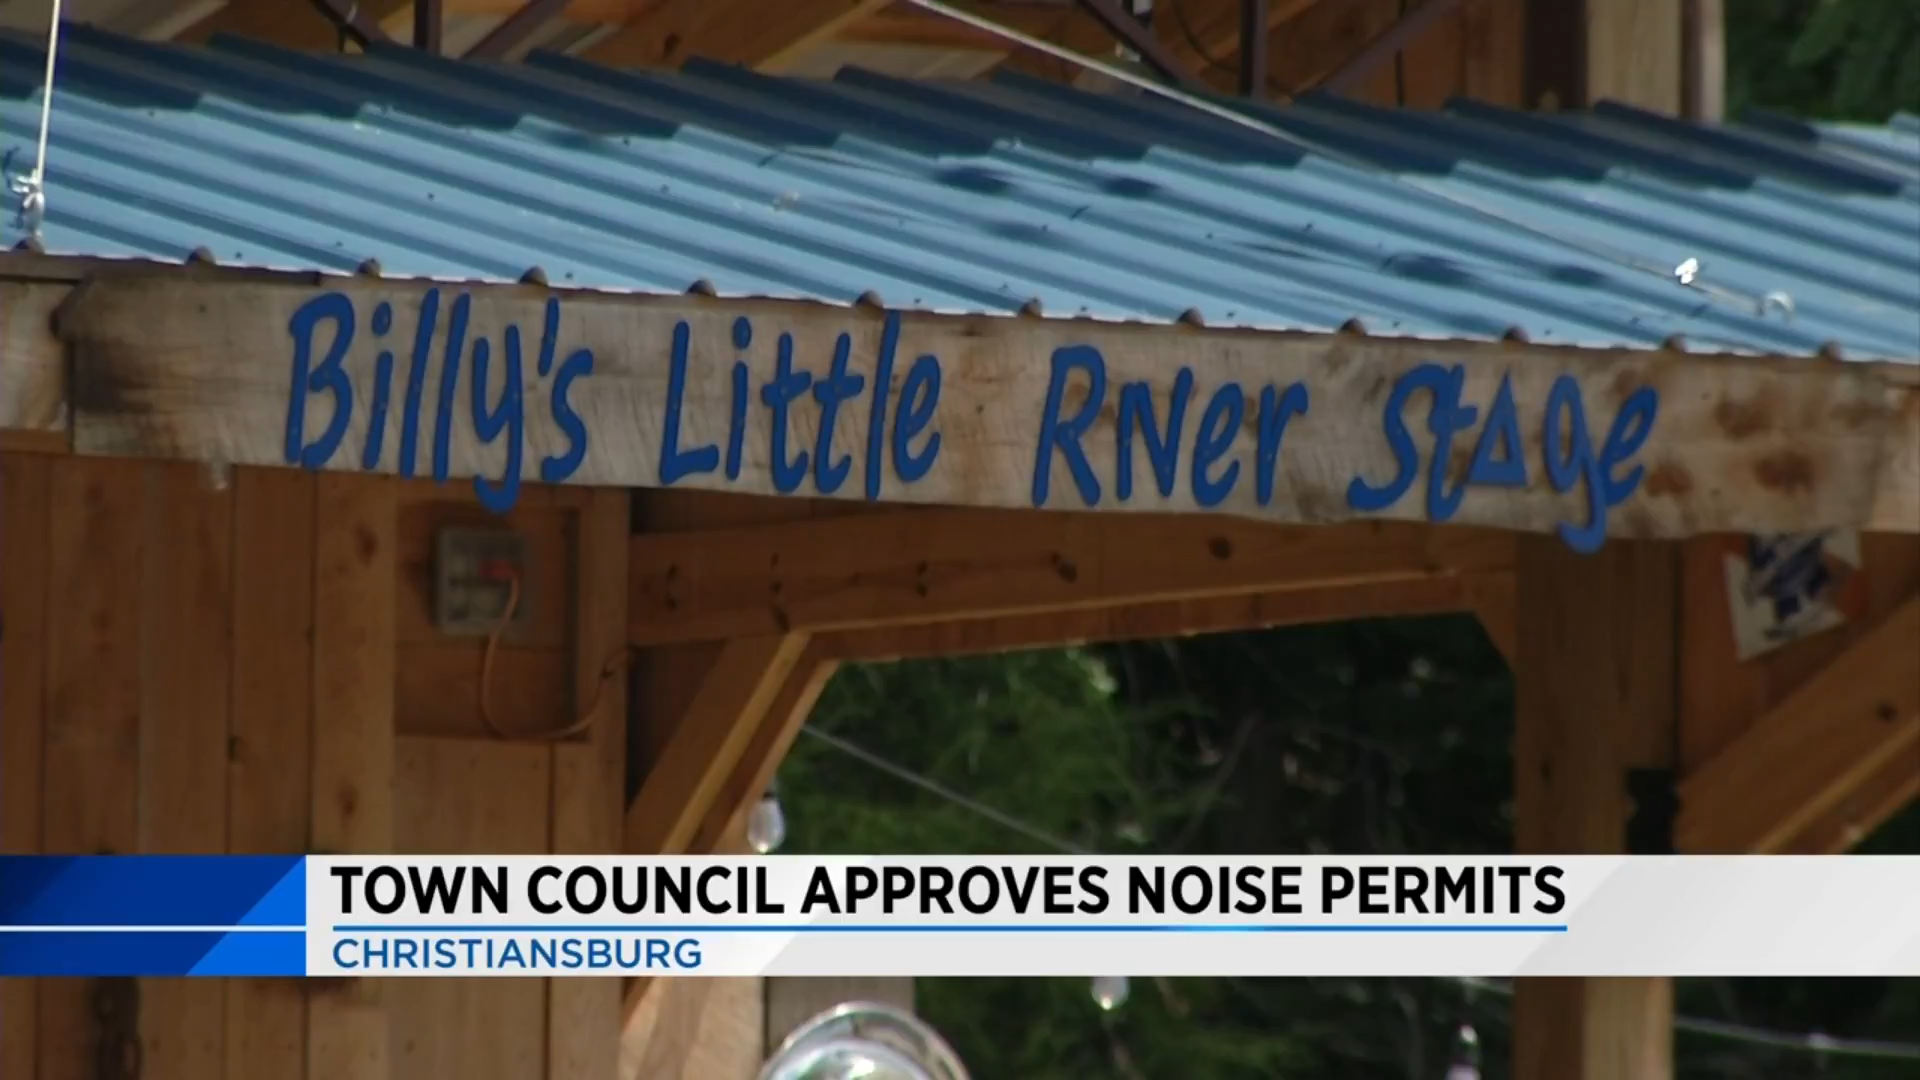 Billy's Little River Stage
TOWN COUNCIL APPROVES NOISE PERMITS
CHRISTIANSBURG